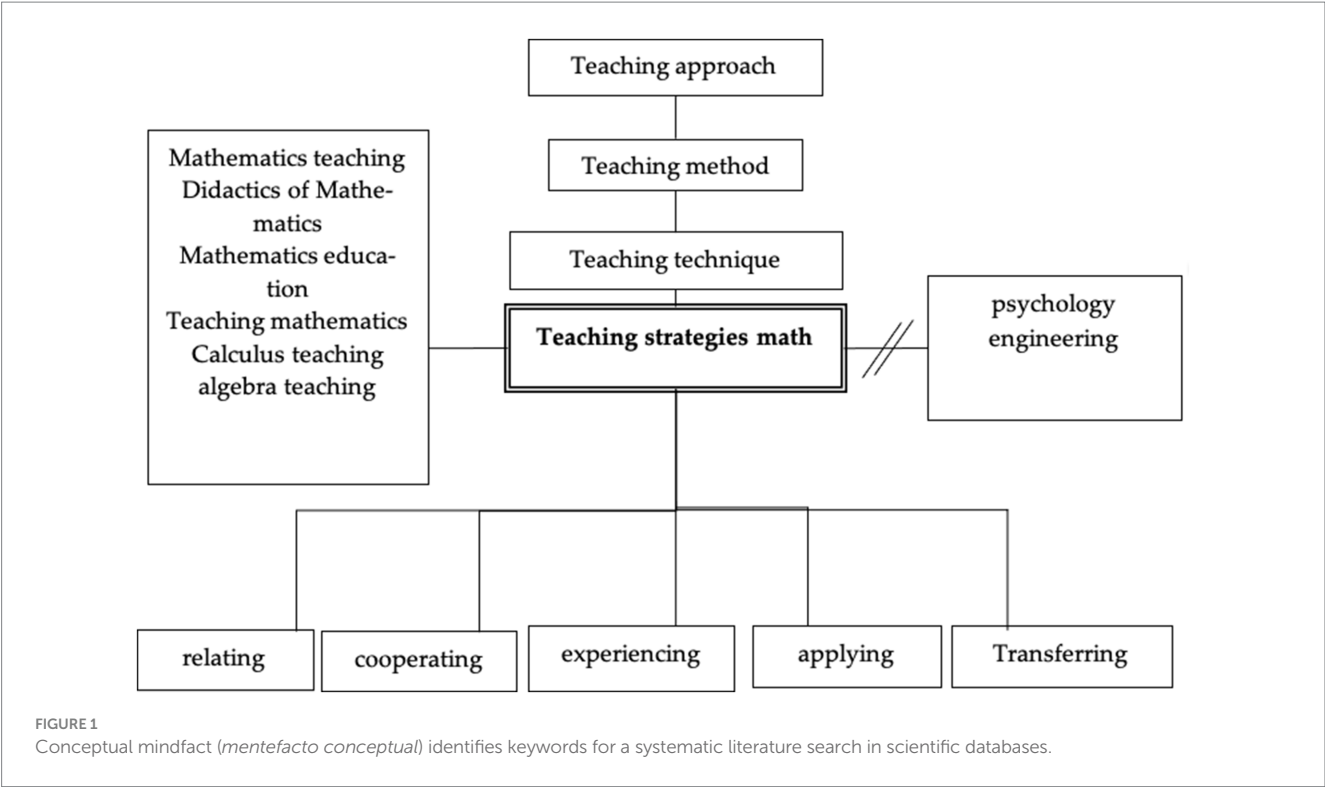 Teaching approach
Teaching method
Teaching technique
Teaching strategies math
Mathematics teaching
Didactics of Mathe-
matics
Mathematics educa-
tion
Teaching mathematics
Calculus teaching
algebra teaching
psychology
engineering
relating
cooperating
experiencing
applying
Transferring
FIGURE 1
Conceptual mindfact (mentefacto conceptual) identifies keywords for a systematic literature search in scientific databases.